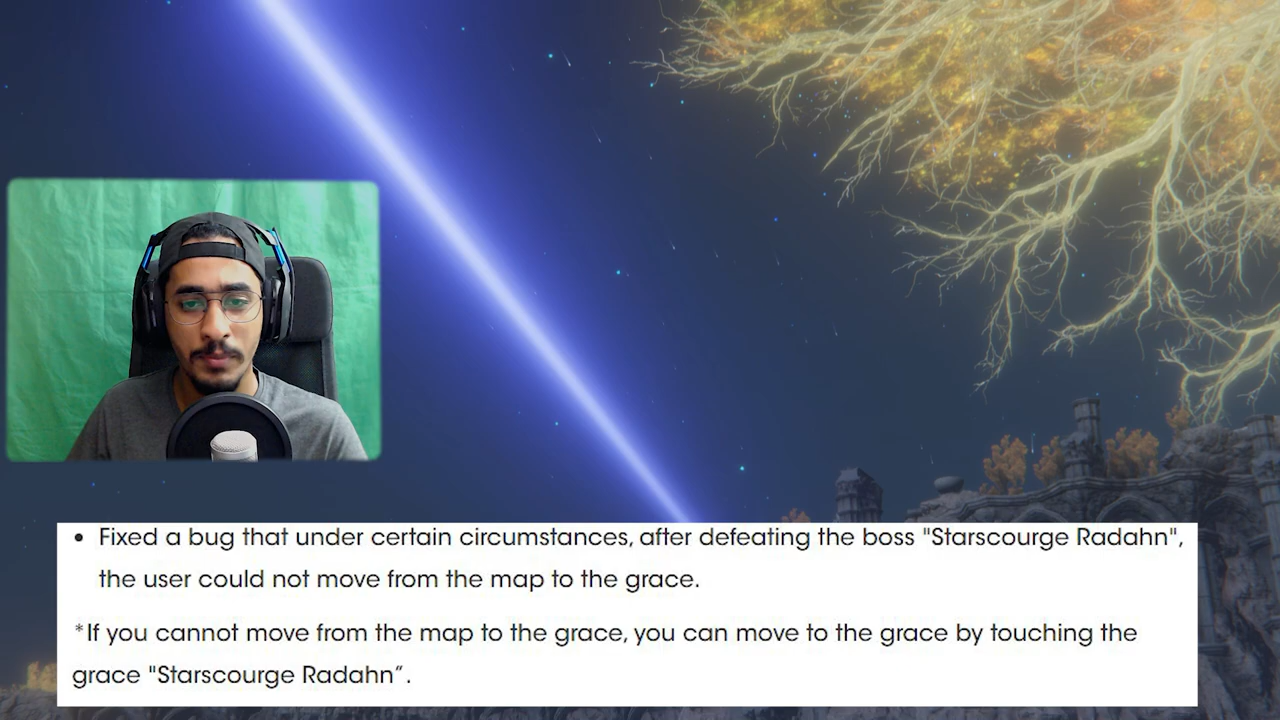 • Fixed a bug that under certain circumstances, after defeating the boss "Starscourge Radahn",
the user could not move from the map to the grace.
*If you cannot move from the map to the grace, you can move to the grace by touching the
grace "Starscourge Radahn”.